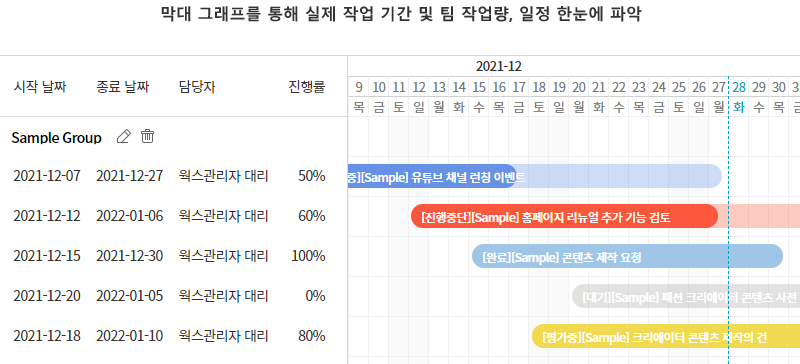 막대 그래프를 통해 실제 작업 기간 및 팀 작업량, 일정 한눈에 파악
2021-12
시작 날짜 종료 날짜 담당자 진행률
9 10 11 12 13 14 15 16 17 18 19 20 21 22 23 24 25 26 27 28 29 30
목 금 토 일 월 화 수 목 금 토 일 월 화 수 목 금 토 일 월 화 수 목
Sample Group
2021-12-07 2021-12-27 웍스관리자 대리 50% 중][Sample] 유튜브 채널 런칭 이벤트
2021-12-12 2022-01-06 웍스관리자 대리 60% [진행중단][Sample] 홈페이지 리뉴얼 추가 기능 검토
2021-12-15 2021-12-30 웍스관리자 대리 100% [완료][Sample] 콘텐츠 제작 요청
2021-12-20 2022-01-05 웍스관리자 대리 0% [대기][Sample] 패션 크리에이터 콘텐츠 사전
2021-12-18 2022-01-10 웍스관리자 대리 80% [평가중][Sample] 크리에이터 콘텐츠 제작의 건